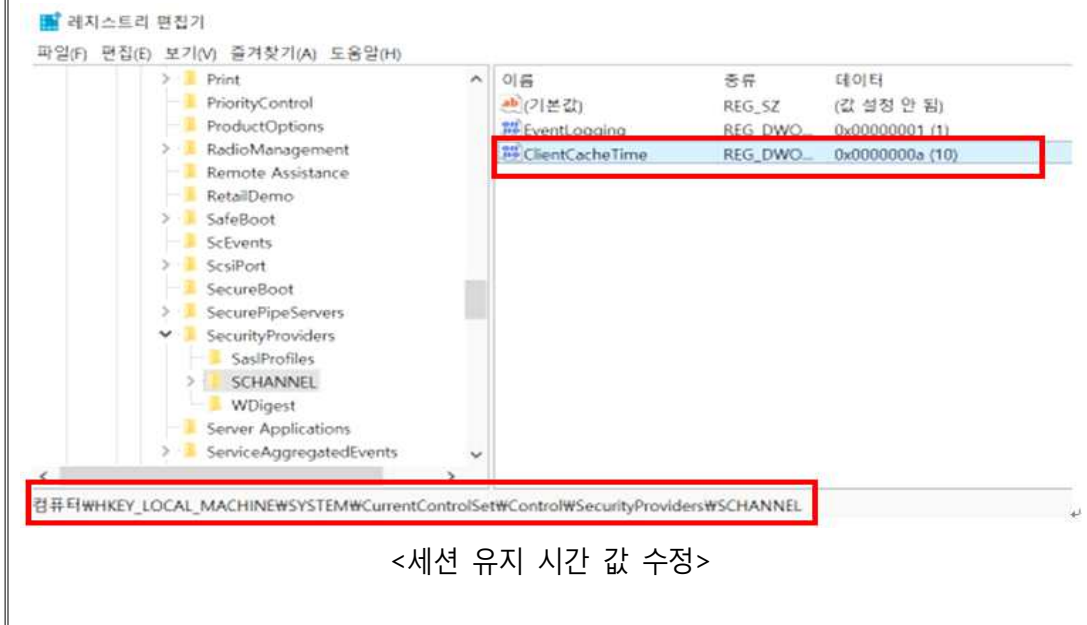 레지스트리 편집기
파일(F) 편집(E) 보기(V) 즐겨찾기(A) 도움말(H)
Print
PriorityControl
ProductOptions
RadioManagement
Remote Assistance
RetailDemo
SafeBoot
ScEvents
ScsiPort
SecureBoot
SecurePipeServers
SecurityProviders
SaslProfiles
SCHANNEL
WDigest
Server Applications
ServiceAggregatedEvents
이름 종류 데이터
(기본값) REG_SZ (값 설정 안 됨)
EventLogging REG_DWO... 0x00000001 (1)
ClientCacheTime REG_DWO... 0x0000000a (10)
컴퓨터₩HKEY_LOCAL_MACHINE₩SYSTEM₩CurrentControlSet₩Control₩SecurityProviders₩SCHANNEL
<세션 유지 시간 값 수정>